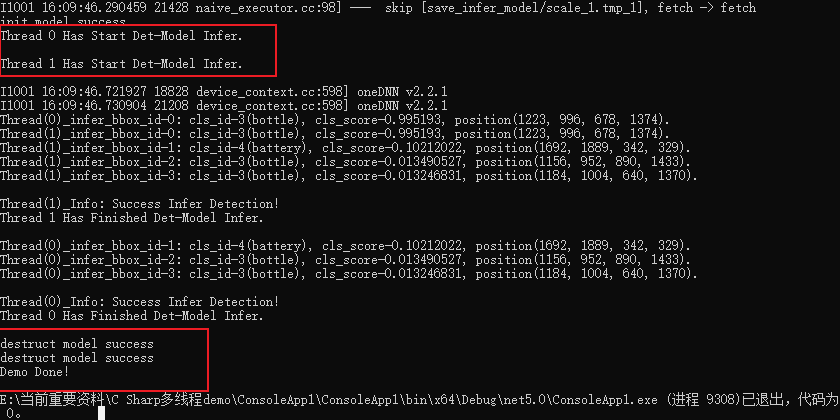 I1001 16:09:46.290459 21428 naive_executor.cc:98] ---  skip [save_infer_model/scale_1.tmp_1], fetch -> fetch
init model success
Thread 0 Has Start Det-Model Infer.
Thread 1 Has Start Det-Model Infer.
I1001 16:09:46.721927 18828 device_context.cc:598] oneDNN v2.2.1
I1001 16:09:46.730904 21208 device_context.cc:598] oneDNN v2.2.1
Thread(0)_infer_bbox_id-0: cls_id-3(bottle), cls_score-0.995193, position(1223, 996, 678, 1374).
Thread(1)_infer_bbox_id-0: cls_id-3(bottle), cls_score-0.995193, position(1223, 996, 678, 1374).
Thread(1)_infer_bbox_id-1: cls_id-4(battery), cls_score-0.10212022, position(1692, 1889, 342, 329).
Thread(1)_infer_bbox_id-2: cls_id-3(bottle), cls_score-0.013490527, position(1156, 952, 890, 1433).
Thread(1)_infer_bbox_id-3: cls_id-3(bottle), cls_score-0.013246831, position(1184, 1004, 640, 1370).
Thread(1)_Info: Success Infer Detection!
Thread 1 Has Finished Det-Model Infer.
Thread(0)_infer_bbox_id-1: cls_id-4(battery), cls_score-0.10212022, position(1692, 1889, 342, 329).
Thread(0)_infer_bbox_id-2: cls_id-3(bottle), cls_score-0.013490527, position(1156, 952, 890, 1433).
Thread(0)_infer_bbox_id-3: cls_id-3(bottle), cls_score-0.013246831, position(1184, 1004, 640, 1370).
Thread(0)_Info: Success Infer Detection!
Thread 0 Has Finished Det-Model Infer.
destruct model success
destruct model success
Demo Done!
E:\当前重要资料\C Sharp多线程demo\ConsoleApp1\ConsoleApp1\bin\x64\Debug\net5.0\ConsoleApp1.exe (进程 9308)已退出，代码为
0。